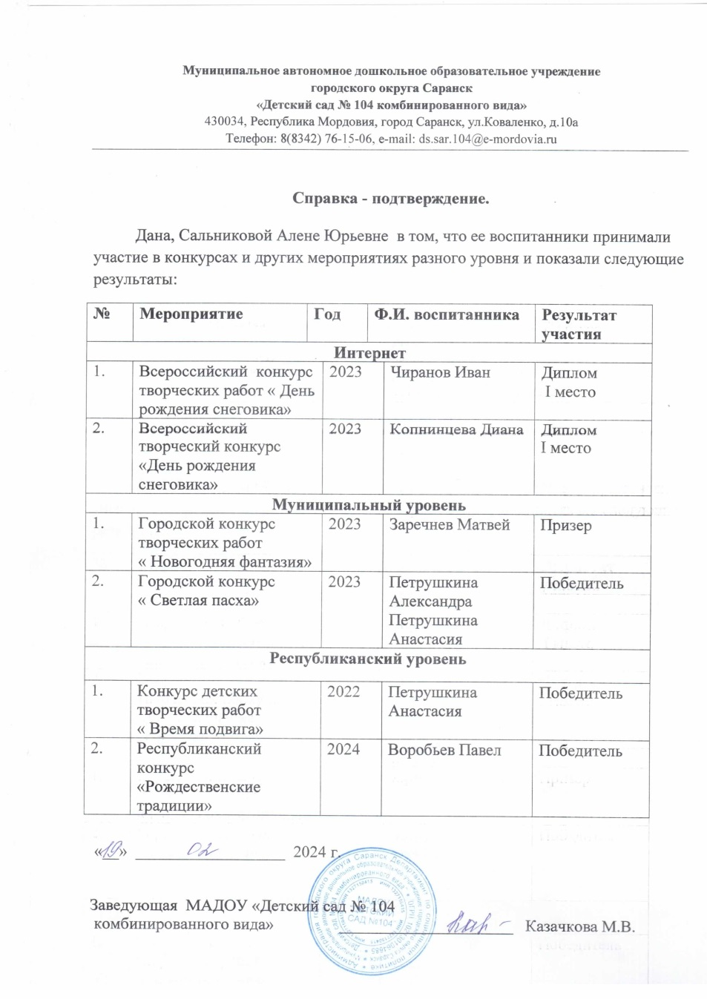 Муниципальное автономное дошкольное образовательное учреждение
городского округа Саранск
«Детский сад № 104 комбинированного вида»
430034, Республика Мордовия, город Саранск, ул.Коваленко, д.10а
Телефон: 8(8342) 76-15-06, e-mail: ds.sar.104@e-mordovia.ru
Справка - подтверждение.
Дана, Сальниковой Алене Юрьевне в том, что ее воспитанники принимали
участие в конкурсах и других мероприятиях разного уровня и показали следующие
результаты:
№ Мероприятие Год Ф.И. воспитанника Результат
участия
Интернет
1. Всероссийский конкурс 2023 Чиранов Иван Диплом
творческих работ « День I место
рождения снеговика»
2. Всероссийский 2023 Копнинцева Диана Диплом
творческий конкурс I место
«День рождения
снеговика»
Муниципальный уровень
1. Городской конкурс 2023 Заречнев Матвей Призер
творческих работ
« Новогодняя фантазия»
2. Городской конкурс 2023 Петрушкина Победитель
« Светлая пасха» Александра
Петрушкина
Анастасия
Республиканский уровень
1. Конкурс детских 2022 Петрушкина Победитель
творческих работ Анастасия
« Время подвига»
2. Республиканский 2024 Воробьев Павел Победитель
конкурс
«Рождественские
традиции»
«19» 02 2024 г.
Заведующая МАДОУ «Детский сад № 104
комбинированного вида» Казачкова М.В.
МАДОУ
ДЕТСКИЙ
САД №104